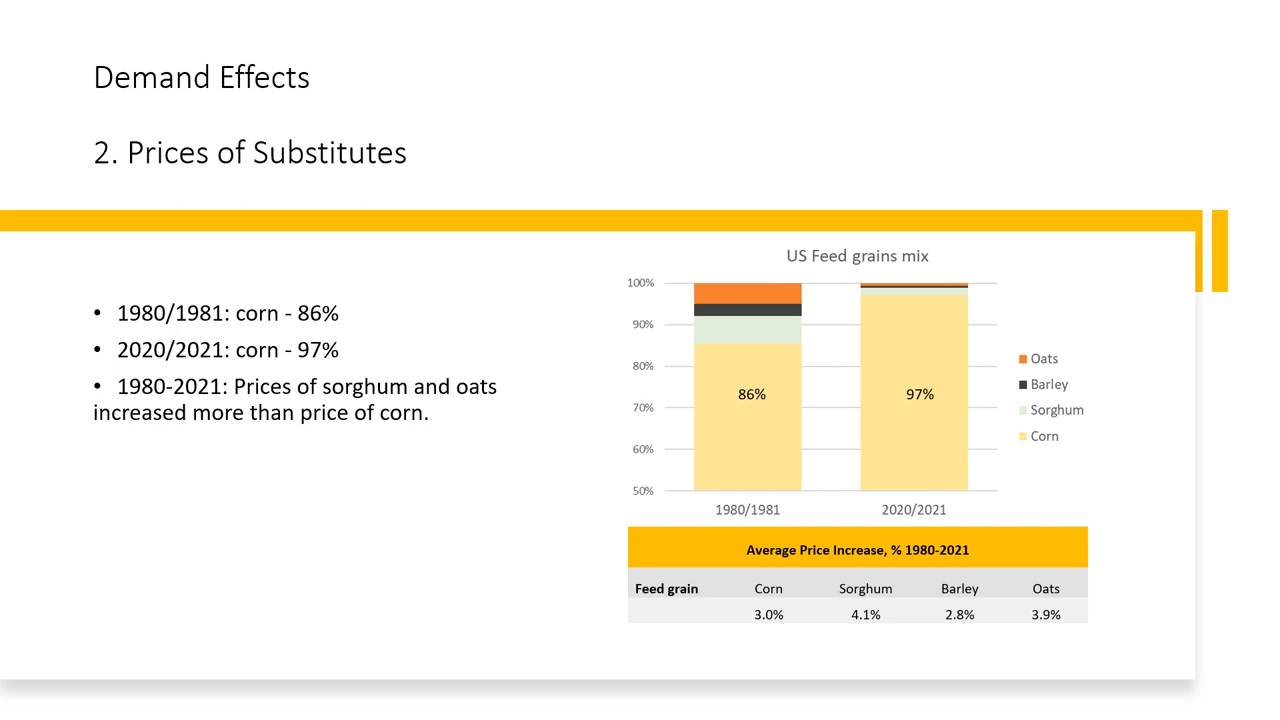 Demand Effects
2. Prices of Substitutes
• 1980/1981: corn - 86%
• 2020/2021: corn - 97%
• 1980-2021: Prices of sorghum and oats
increased more than price of corn.
US Feed grains mix
100%
90%
80%
70%
60%
50%
86%
97%
1980/1981
2020/2021
Oats
Barley
Sorghum
Corn
Average Price Increase, % 1980-2021
Feed grain Corn Sorghum Barley Oats
3.0% 4.1% 2.8% 3.9%